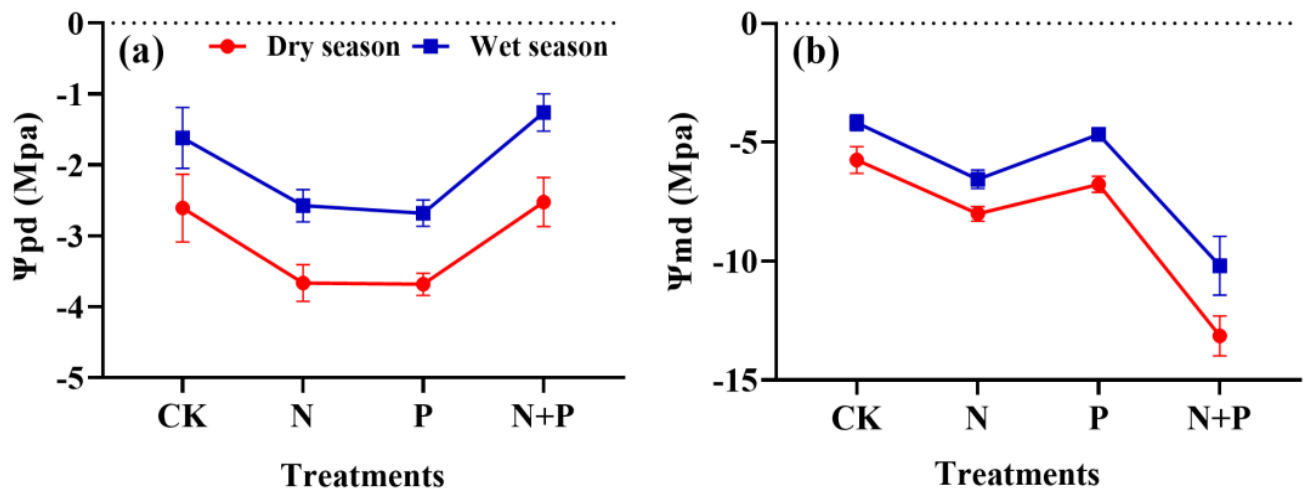 (a)
Dry season
Wet season
0
-1
-2
-3
-4
-5
Ψpd (Mpa)
CK N P N+P
Treatments
(b)
0
-5
-10
-15
Ψmd (Mpa)
CK N P N+P
Treatments